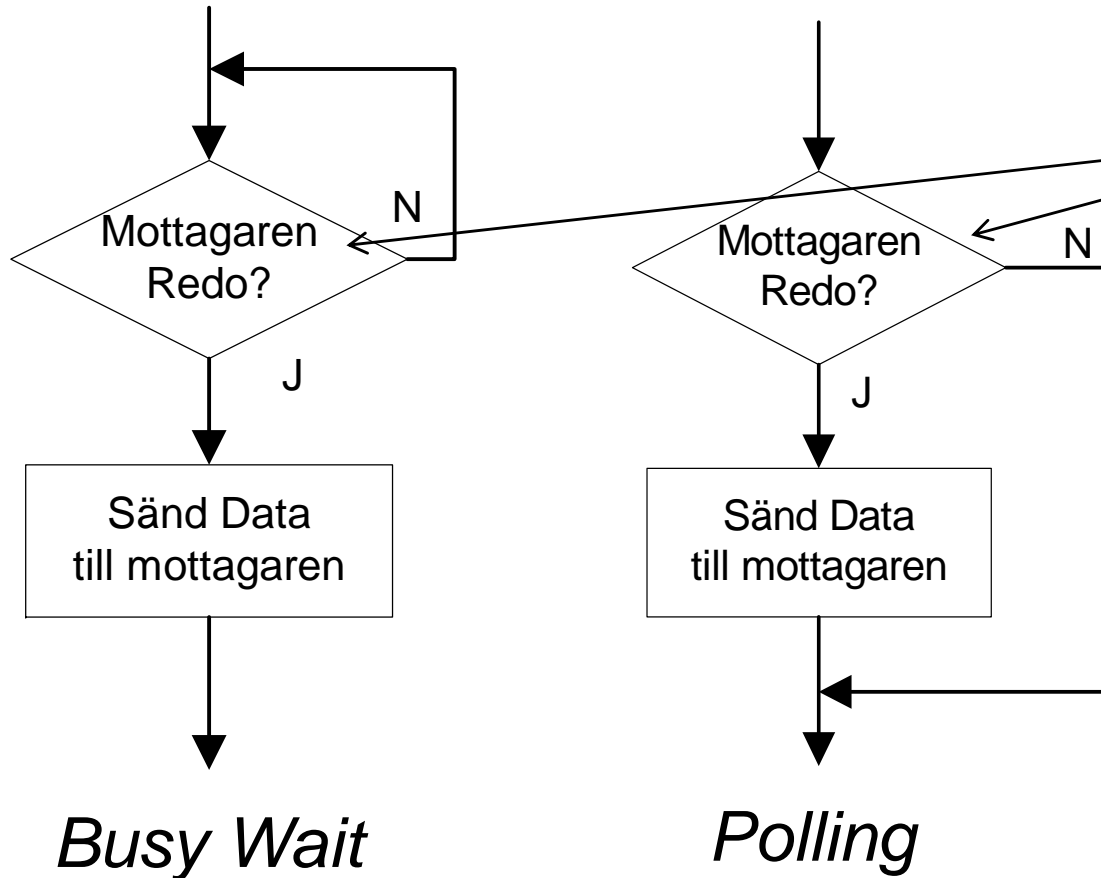 Mottagaren
Redo?
N
J
Sänd Data
till mottagaren
Busy Wait
Mottagaren
Redo?
N
J
Sänd Data
till mottagaren
Polling